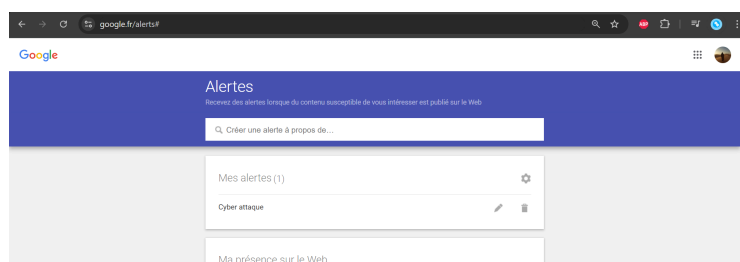 google.fr/alerts#
ABP
Google
Alertes
Recevez des alertes lorsque du contenu susceptible de vous intéresser est publié sur le Web
Créer une alerte à propos de…
Mes alertes (1)
Cyber attaque
Ma présence sur le Web